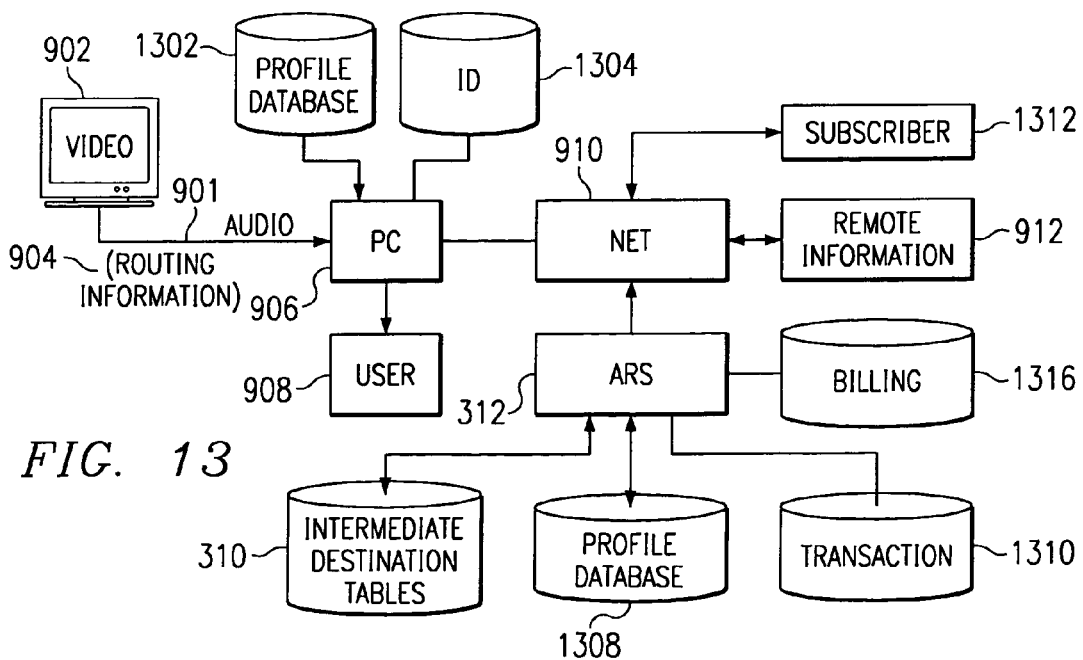 1302
902
PROFILE
DATABASE
ID
1304
VIDEO
910
SUBSCRIBER
1312
901
AUDIO
PC
NET
REMOTE
INFORMATION
912
904
(ROUTING
INFORMATION)
906
USER
908
ARS
312
BILLING
1316
FIG. 13
310
INTERMEDIATE
DESTINATION
TABLES
PROFILE
DATABASE
1308
TRANSACTION
1310